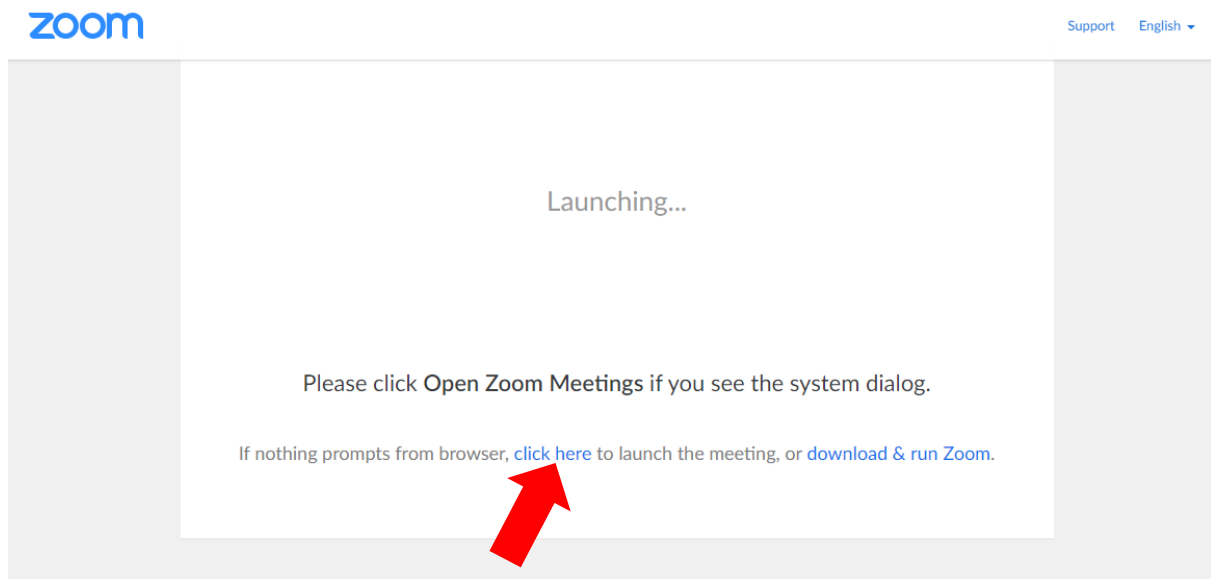 zoom
Support English
Launching...
Please click Open Zoom Meetings if you see the system dialog.
If nothing prompts from browser, click here to launch the meeting, or download & run Zoom.